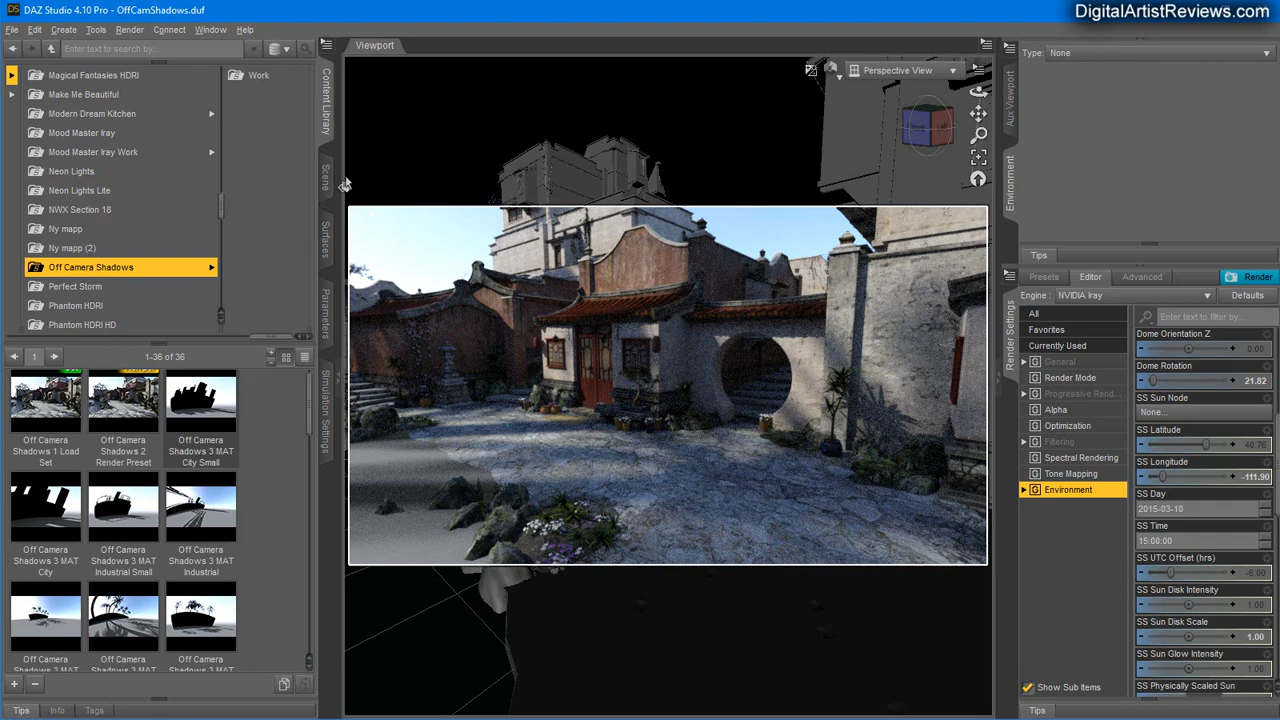 DAZ Studio 4.10 Pro - OffCamShadows.duf
DigitalArtistReviews.com
File Edit Create Tools Render Connect Window Help
Enter text to search by:
Magical Fantasies HDRI
Make Me Beautiful
Modern Dream Kitchen
Mood Master Iray
Mood Master Iray Work
Neon Lights
Neon Lights Lite
NWX Section 18
Ny mapp
Ny mapp (2)
Off Camera Shadows
Perfect Storm
Phantom HDRI
Phantom HDRI HD
Work
1
1-36 of 36
Off Camera
Shadows 1 Load
Set
Off Camera
Shadows 2
Render Preset
Off Camera
Shadows 3 MAT
City Small
Off Camera
Shadows 3 MAT
City
Off Camera
Shadows 3 MAT
Industrial Small
Off Camera
Shadows 3 MAT
Industrial
Off Camera
Shadows 3 MAT
Off Camera
Shadows 3 MAT
Off Camera
Shadows 3 MAT
Tips Info Tags
Content Library
Scene
Surfaces
Parameters
Simulation Settings
Viewport
Perspective View
Left
Aux Viewport
Environment
Type: None
Tips
Render Settings
Presets Editor Advanced Render
Engine : NVIDIA Iray Defaults
All
Favorites
Currently Used
G General
G Render Mode
G Progressive Rend...
G Alpha
G Optimization
G Filtering
G Spectral Rendering
G Tone Mapping
G Environment
Show Sub Items
Enter text to filter by...
Dome Orientation Z
0.00
Dome Rotation
21.82
SS Sun Node
None...
SS Latitude
40.76
SS Longitude
-111.90
SS Day
2015-03-10
SS Time
15:00:00
SS UTC Offset (hrs)
-6.00
SS Sun Disk Intensity
1.00
SS Sun Disk Scale
1.00
SS Sun Glow Intensity
1.00
SS Physically Scaled Sun
Tips